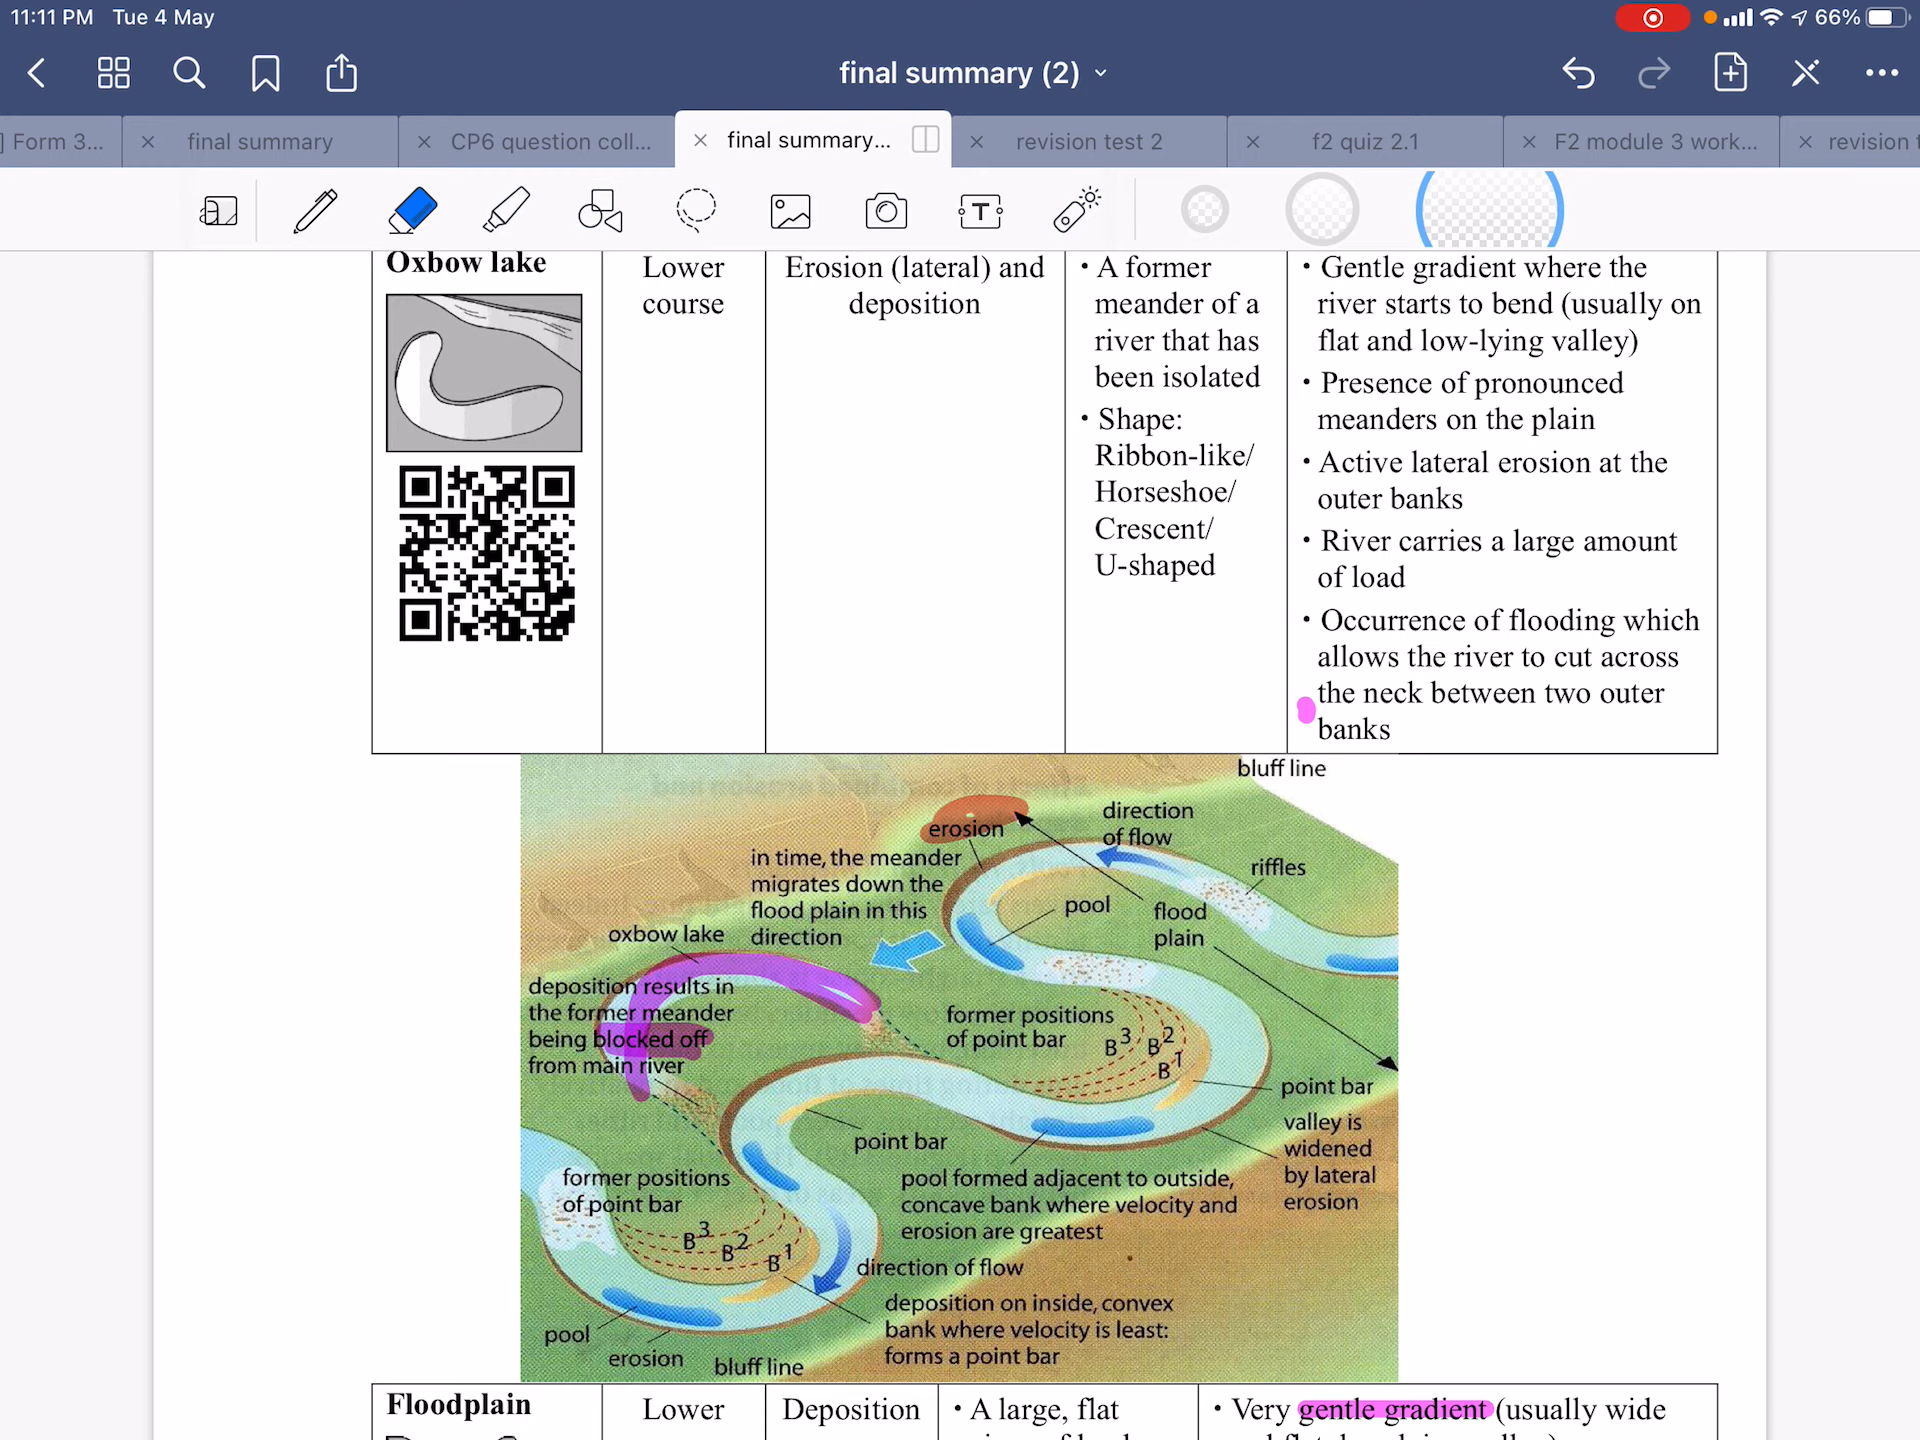 11:11 PM Tue 4 May
66%
final summary (2)
] Form 3...
final summary
CP6 question coll...
final summary...
revision test 2
f2 quiz 2.1
F2 module 3 work...
revision t
T
Oxbow lake
Lower
course
Erosion (lateral) and
deposition
• A former
meander of a
river that has
been isolated
• Shape:
Ribbon-like/
Horseshoe/
Crescent/
U-shaped
• Gentle gradient where the
river starts to bend (usually on
flat and low-lying valley)
• Presence of pronounced
meanders on the plain
• Active lateral erosion at the
outer banks
• River carries a large amount
of load
• Occurrence of flooding which
allows the river to cut across
the neck between two outer
banks
bluff line
direction
of flow
erosion
in time, the meander
migrates down the
flood plain in this
direction
riffles
pool
flood
plain
oxbow lake
deposition results in
the former meander
being blocked off
from main river
former positions
of point bar
B3 B2
B1
point bar
valley is
widened
by lateral
erosion
point bar
pool formed adjacent to outside,
concave bank where velocity and
erosion are greatest
former positions
of point bar
B3 B2 B1
direction of flow
deposition on inside, convex
bank where velocity is least:
forms a point bar
pool
erosion
bluff line
Floodplain
Lower
Deposition
• A large, flat
• Very gentle gradient (usually wide